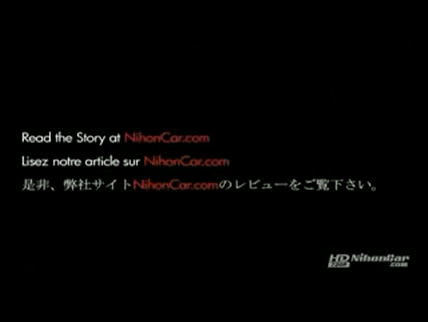 Read the Story at NihonCar.com
Lisez notre article sur NihonCar.com
是非、弊社サイトNihonCar.comのレビューをご覧下さい。
HD NihonCar
.com